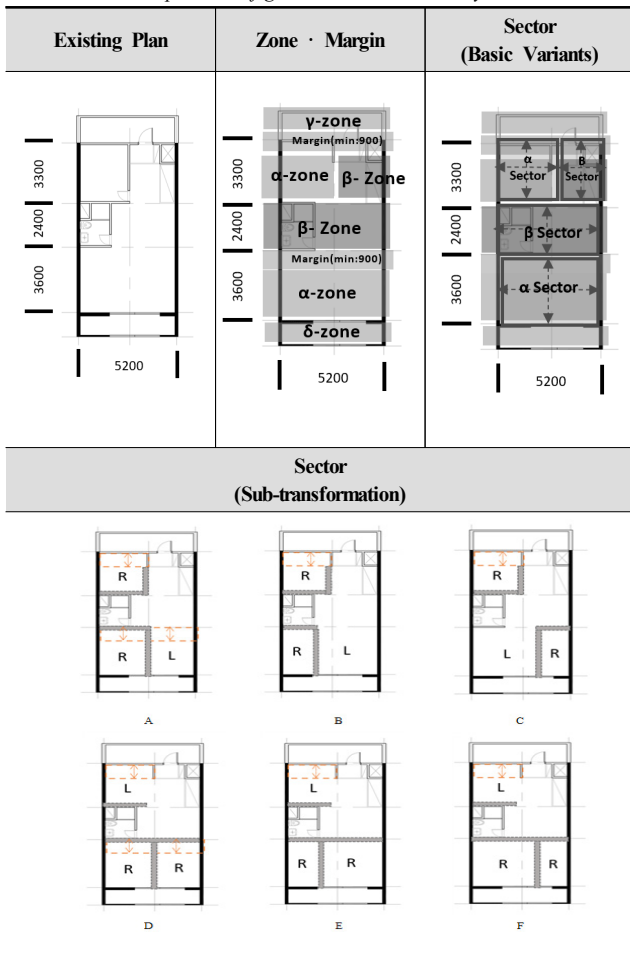 Existing Plan
Zone · Margin
Sector
(Basic Variants)
3300
2400
3600
5200
γ-zone
Margin(min:900)
3300
α-zone
β- Zone
2400
β- Zone
Margin(min:900)
3600
α-zone
δ-zone
5200
3300
α
Sector
B
Sector
2400
β Sector
3600
α Sector
5200
Sector
(Sub-transformation)
R
R
L
A
R
R
L
B
R
L
R
C
L
R
R
D
L
R
R
E
L
R
R
F